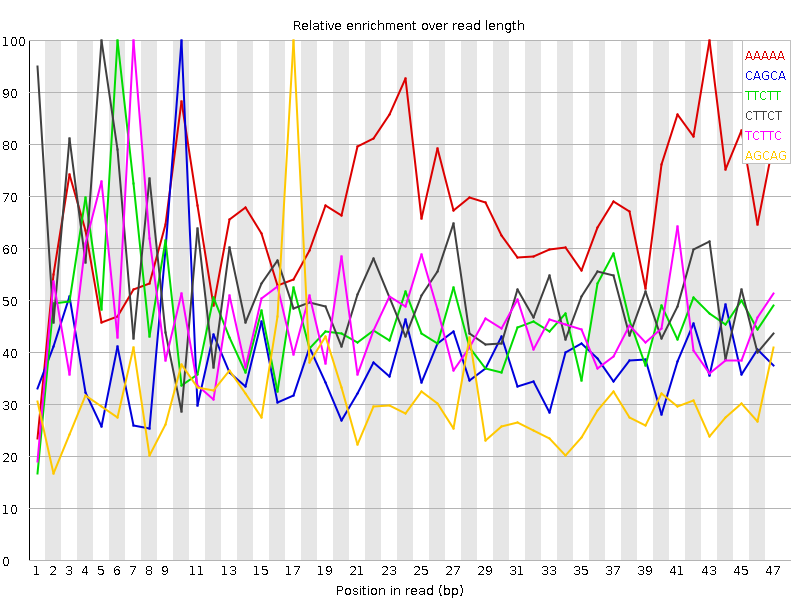 Relative enrichment over read length
100
90
80
70
60
50
40
30
20
10
0
AAAAA
CAGCA
TTCTT
CTTCT
TCTTC
AGCAG
1 2 3 4 5 6 7 8 9 11 13 15 17 19 21 23 25 27 29 31 33 35 37 39 41 43 45 47
Position in read (bp)